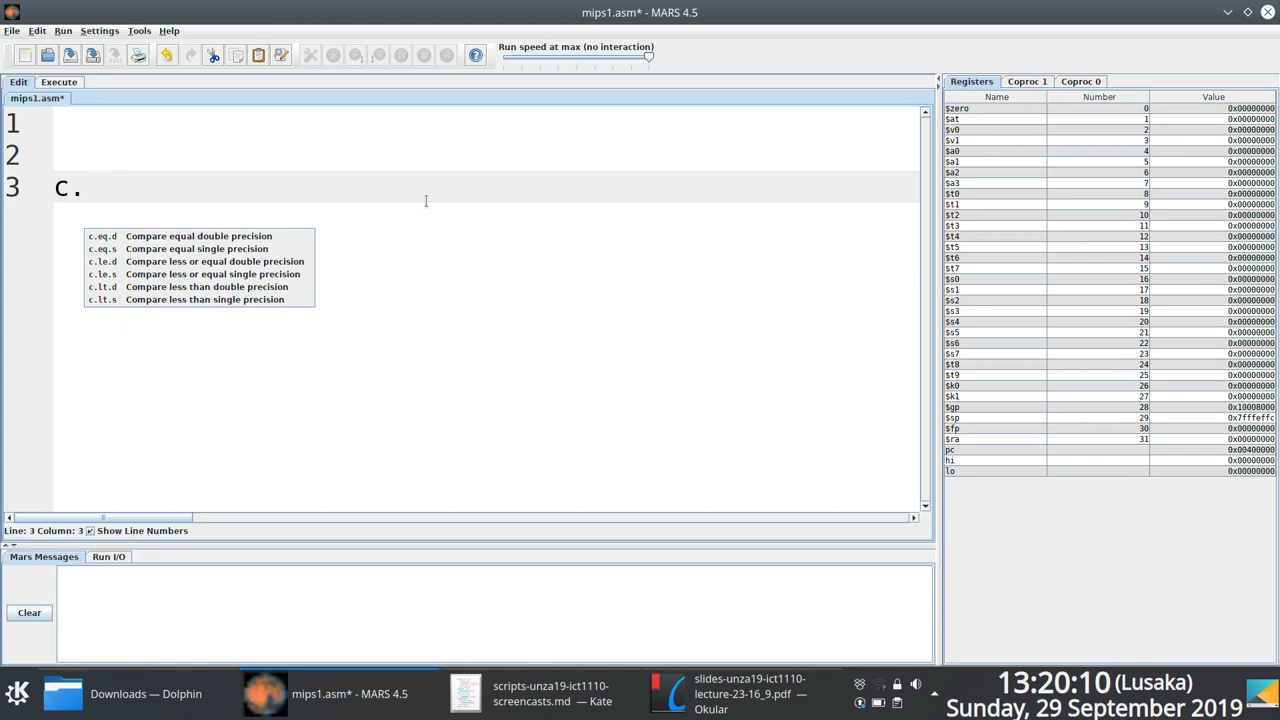 mips1.asm* - MARS 4.5
File Edit Run Settings Tools Help
Run speed at max (no interaction)
Edit Execute
mips1.asm*
1
2
3 c.
c.eq.d Compare equal double precision
c.eq.s Compare equal single precision
c.le.d Compare less or equal double precision
c.le.s Compare less or equal single precision
c.lt.d Compare less than double precision
c.lt.s Compare less than single precision
Line: 3 Column: 3 Show Line Numbers
Mars Messages Run I/O
Clear
Registers Coproc 1 Coproc 0
Name Number Value
$zero 0 0x00000000
$at 1 0x00000000
$v0 2 0x00000000
$v1 3 0x00000000
$a0 4 0x00000000
$a1 5 0x00000000
$a2 6 0x00000000
$a3 7 0x00000000
$t0 8 0x00000000
$t1 9 0x00000000
$t2 10 0x00000000
$t3 11 0x00000000
$t4 12 0x00000000
$t5 13 0x00000000
$t6 14 0x00000000
$t7 15 0x00000000
$s0 16 0x00000000
$s1 17 0x00000000
$s2 18 0x00000000
$s3 19 0x00000000
$s4 20 0x00000000
$s5 21 0x00000000
$s6 22 0x00000000
$s7 23 0x00000000
$t8 24 0x00000000
$t9 25 0x00000000
$k0 26 0x00000000
$k1 27 0x00000000
$gp 28 0x10008000
$sp 29 0x7fffeffc
$fp 30 0x00000000
$ra 31 0x00000000
pc 0x00400000
hi 0x00000000
lo 0x00000000
Downloads — Dolphin
mips1.asm* - MARS 4.5
scripts-unza19-ict1110-
screencasts.md — Kate
slides-unza19-ict1110-
lecture-23-16_9.pdf —
Okular
13:20:10 (Lusaka)
Sunday, 29 September 2019